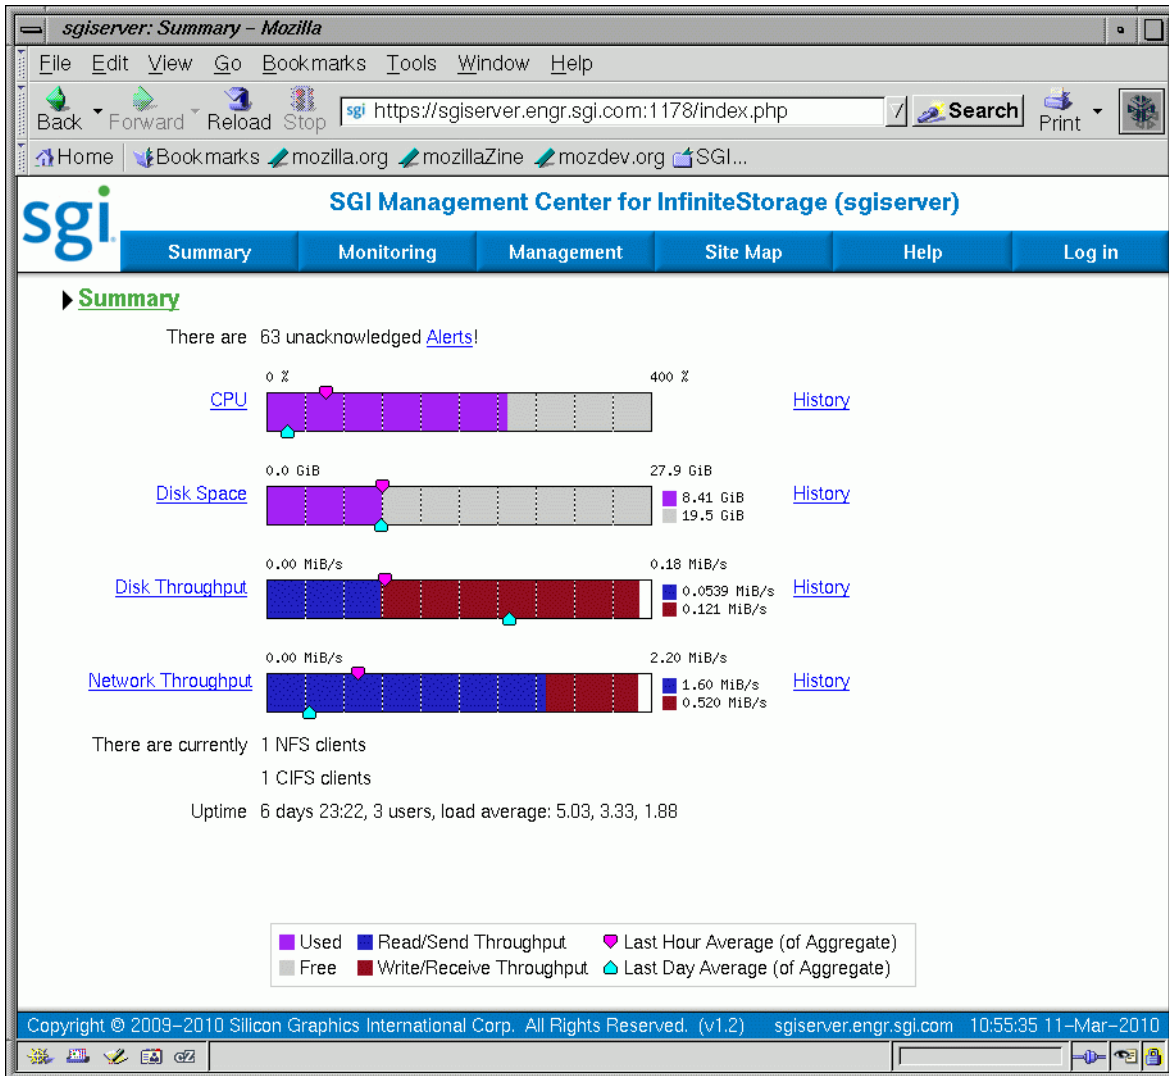 sgiserver: Summary – Mozilla
File Edit View Go Bookmarks Tools Window Help
Back Forward Reload Stop sgi https://sgiserver.engr.sgi.com:1178/index.php Search Print
Home Bookmarks mozilla.org mozillaZine mozdev.org SGI...
sgi
SGI Management Center for InfiniteStorage (sgiserver)
Summary Monitoring Management Site Map Help Log in
Summary
There are 63 unacknowledged Alerts!
0 % 400 %
CPU History
0.0 GiB 27.9 GiB
Disk Space 8.41 GiB History
19.5 GiB
0.00 MiB/s 0.18 MiB/s
Disk Throughput 0.0539 MiB/s History
0.121 MiB/s
0.00 MiB/s 2.20 MiB/s
Network Throughput 1.60 MiB/s History
0.520 MiB/s
There are currently 1 NFS clients
1 CIFS clients
Uptime 6 days 23:22, 3 users, load average: 5.03, 3.33, 1.88
Used Read/Send Throughput Last Hour Average (of Aggregate)
Free Write/Receive Throughput Last Day Average (of Aggregate)
Copyright © 2009–2010 Silicon Graphics International Corp. All Rights Reserved. (v1.2) sgiserver.engr.sgi.com 10:55:35 11–Mar–2010